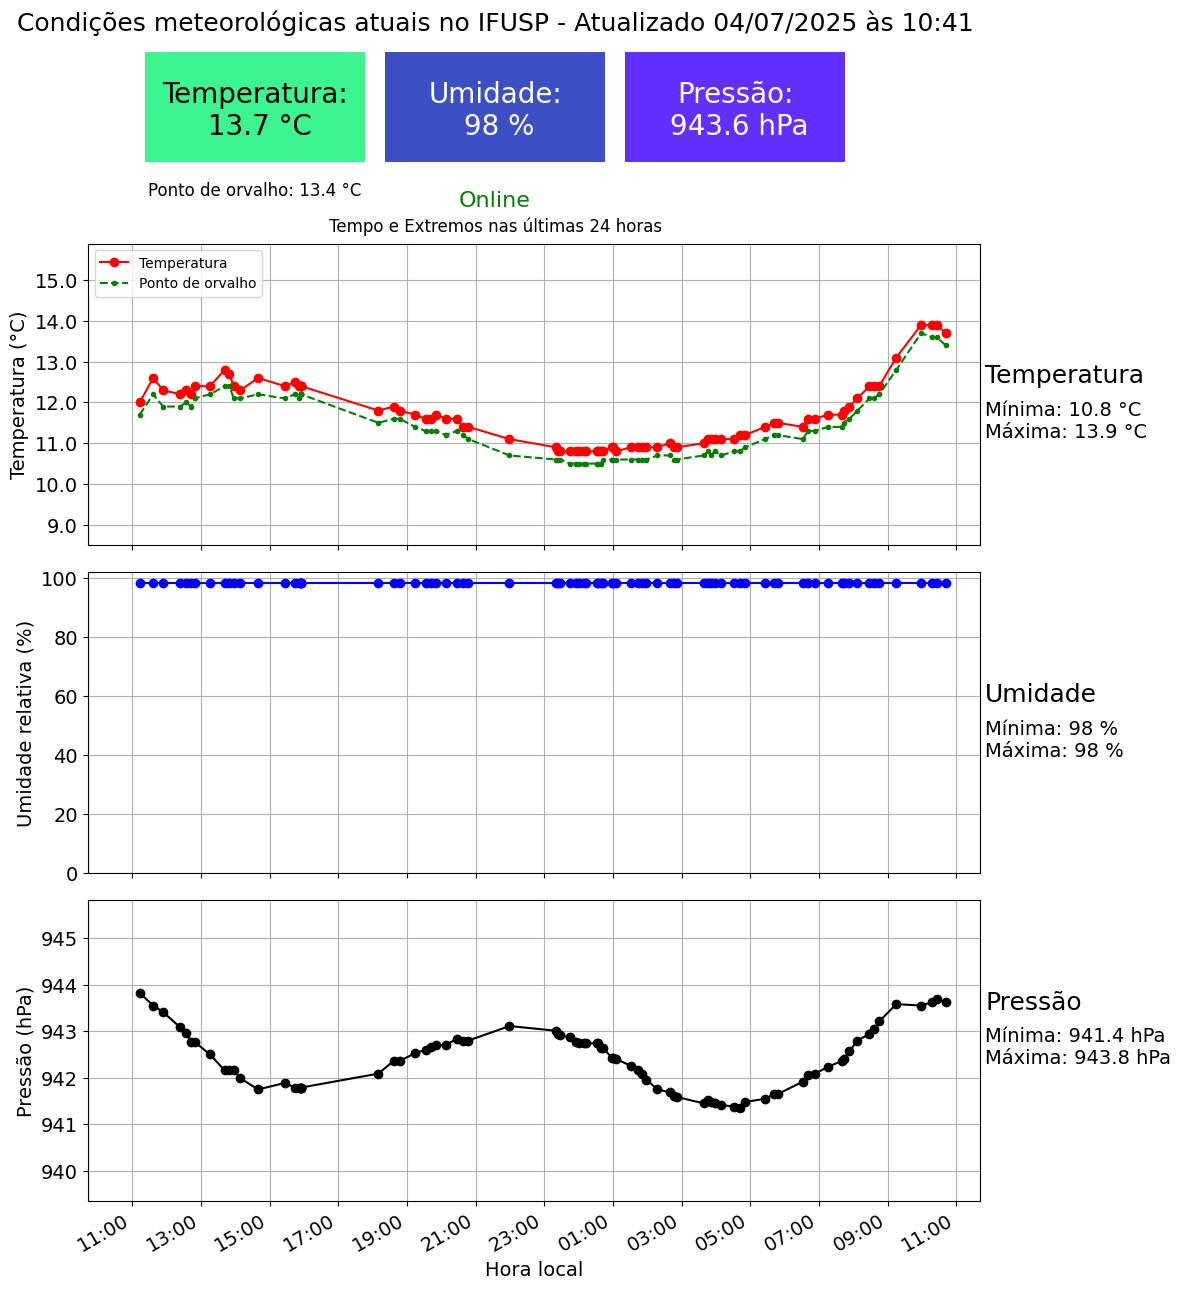 Condições meteorológicas atuais no IFUSP - Atualizado 04/07/2025 às 10:41
Temperatura:
13.7 °C
Umidade:
98 %
Pressão:
943.6 hPa
Ponto de orvalho: 13.4 °C
Online
Tempo e Extremos nas últimas 24 horas
Temperatura
Ponto de orvalho
Temperatura (°C)
15.0
14.0
13.0
12.0
11.0
10.0
9.0
Temperatura
Mínima: 10.8 °C
Máxima: 13.9 °C
Umidade relativa (%)
100
80
60
40
20
0
Umidade
Mínima: 98 %
Máxima: 98 %
Pressão (hPa)
945
944
943
942
941
940
Pressão
Mínima: 941.4 hPa
Máxima: 943.8 hPa
11:00
13:00
15:00
17:00
19:00
21:00
23:00
01:00
03:00
05:00
07:00
09:00
11:00
Hora local